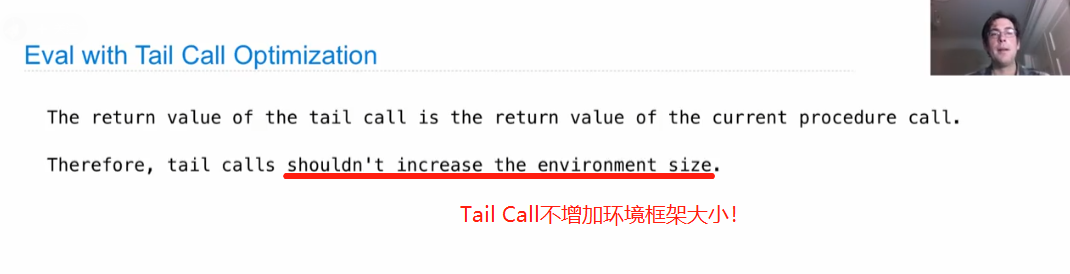 Eval with Tail Call Optimization
The return value of the tail call is the return value of the current procedure call.
Therefore, tail calls shouldn't increase the environment size.
Tail Call不增加环境框架大小！